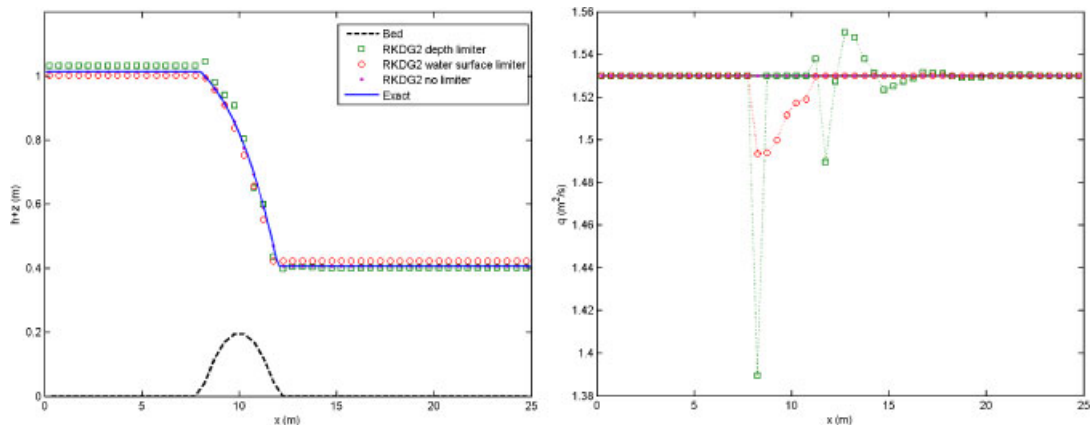 Bed
RKDG2 depth limiter
RKDG2 water surface limiter
RKDG2 no limiter
Exact
1.2
1
0.8
0.6
0.4
0.2
0
h+z (m)
0 5 10 15 20 25
x (m)
1.56
1.54
1.52
1.5
1.48
1.46
1.44
1.42
1.4
1.38
q (m²/s)
0 5 10 15 20 25
x (m)